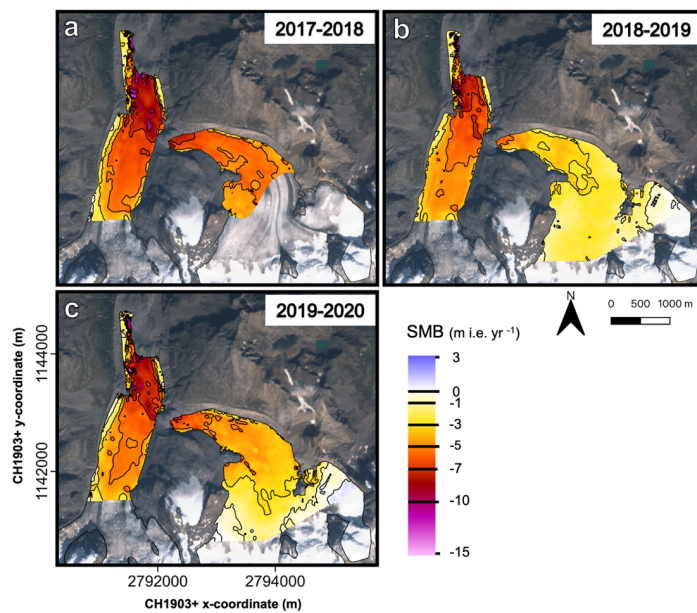 a
2017-2018
b
2018-2019
c
2019-2020
N
0 500 1000 m
SMB (m i.e. yr -1)
3
0
-1
-3
-5
-7
-10
-15
CH1903+ y-coordinate (m)
1144000
1142000
2792000 2794000
CH1903+ x-coordinate (m)